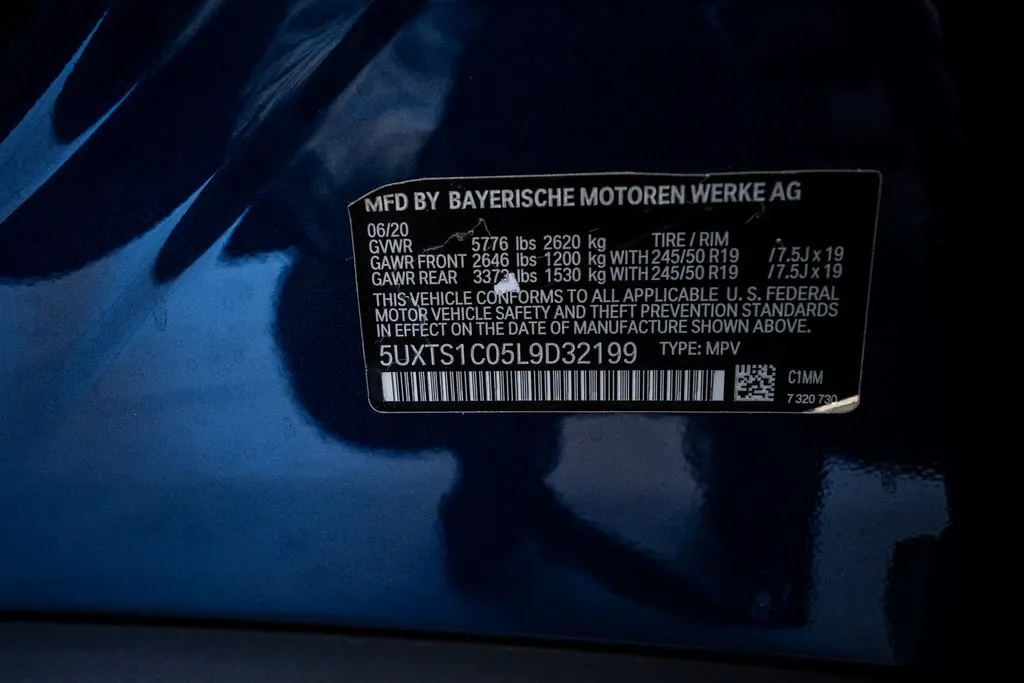 MFD BY BAYERISCHE MOTOREN WERKE AG
06/20
GVWR 5776 lbs 2620 kg TIRE / RIM
GAWR FRONT 2646 lbs 1200 kg WITH 245/50 R19 /7.5J x 19
GAWR REAR 3373 lbs 1530 kg WITH 245/50 R19 /7.5J x 19
THIS VEHICLE CONFORMS TO ALL APPLICABLE U. S. FEDERAL
MOTOR VEHICLE SAFETY AND THEFT PREVENTION STANDARDS
IN EFFECT ON THE DATE OF MANUFACTURE SHOWN ABOVE.
5UXTS1C05L9D32199 TYPE: MPV
C1MM
7 320 730